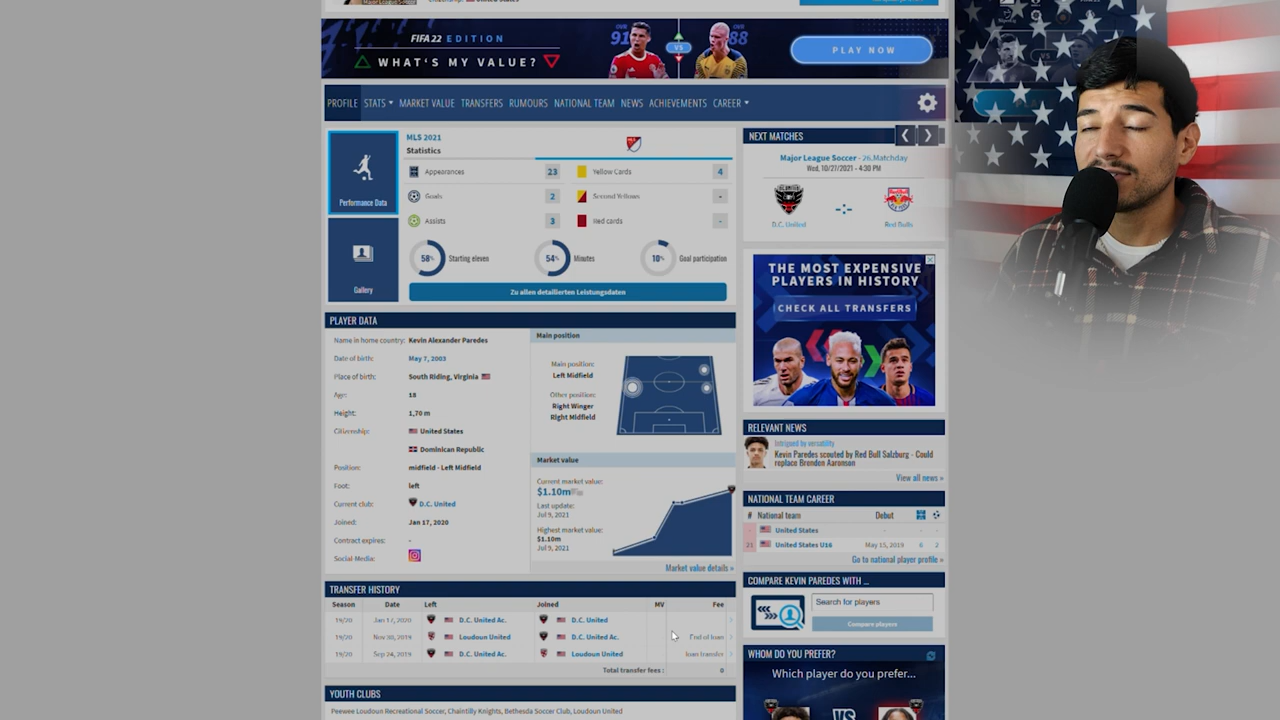 FIFA 22 EDITION
WHAT'S MY VALUE?
OVR
91
VS
OVR
88
PLAY NOW
PROFILE STATS MARKET VALUE TRANSFERS RUMOURS NATIONAL TEAM NEWS ACHIEVEMENTS CAREER
Performance Data
Gallery
MLS 2021
Statistics
Appearances 23 Yellow Cards 4
Goals 2 Second Yellows -
Assists 3 Red cards -
58% Starting eleven 54% Minutes 10% Goal participation
Zu allen detailierten Leistungsdaten
PLAYER DATA
Name in home country: Kevin Alexander Paredes
Date of birth: May 7, 2003
Place of birth: South Riding, Virginia
Age: 18
Height: 1,70 m
Citizenship: United States
Dominican Republic
Position: midfield - Left Midfield
Foot: left
Current club: D.C. United
Joined: Jan 17, 2020
Contract expires: -
Social-Media:
Main position
Main position:
Left Midfield
Other position:
Right Winger
Right Midfield
Market value
Current market value:
$1.10m
Last update:
Jul 9, 2021
Highest market value:
$1.10m
Jul 9, 2021
Market value details »
TRANSFER HISTORY
Season Date Left Joined MV Fee
19/20 Jan 17, 2020 D.C. United Ac. D.C. United -
19/20 Nov 30, 2019 Loudoun United D.C. United Ac. End of loan
19/20 Sep 24, 2019 D.C. United Ac. Loudoun United loan transfer
Total transfer fees : 0
YOUTH CLUBS
Peewee Loudoun Recreational Soccer, Chaintilly Knights, Bethesda Soccer Club, Loudoun United
NEXT MATCHES
Major League Soccer - 26.Matchday
Wed, 10/27/2021 - 4:30 PM
-:-
D.C. United Red Bulls
THE MOST EXPENSIVE
PLAYERS IN HISTORY
CHECK ALL TRANSFERS
RELEVANT NEWS
Intrigued by versatility
Kevin Paredes scouted by Red Bull Salzburg - Could
replace Brenden Aaronson
View all news »
NATIONAL TEAM CAREER
# National team Debut
- United States - - -
21 United States U16 May 15, 2019 6 2
Go to national player profile »
COMPARE KEVIN PAREDES WITH ...
Search for players
Compare players
WHOM DO YOU PREFER?
Which player do you prefer...
VS